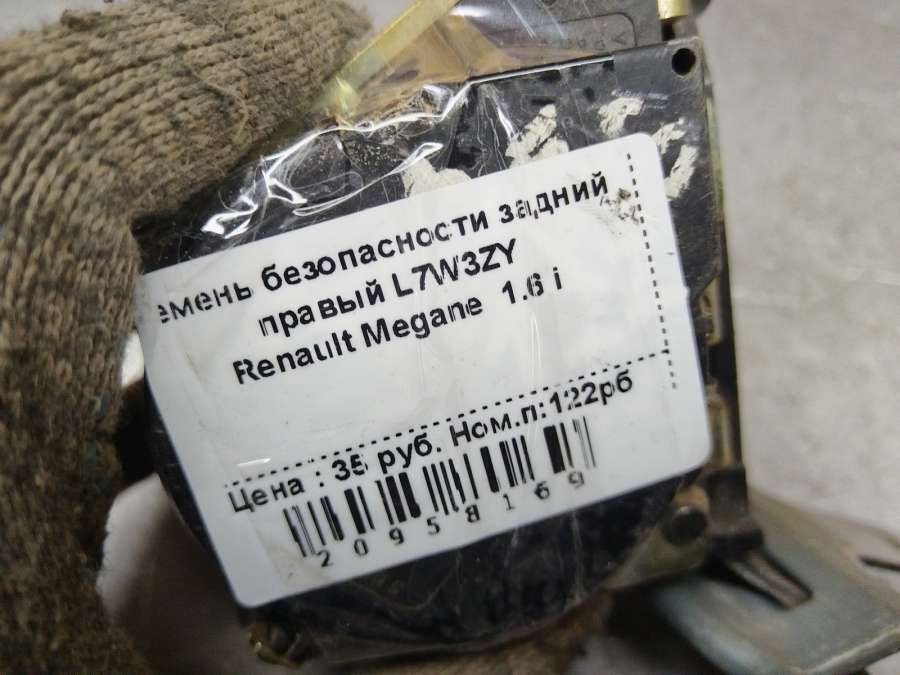 емень безопасности задний
правый L7W3ZY
Renault Megane 1.6 i
Цена : 35 руб. Ном.п:122рб
20958169